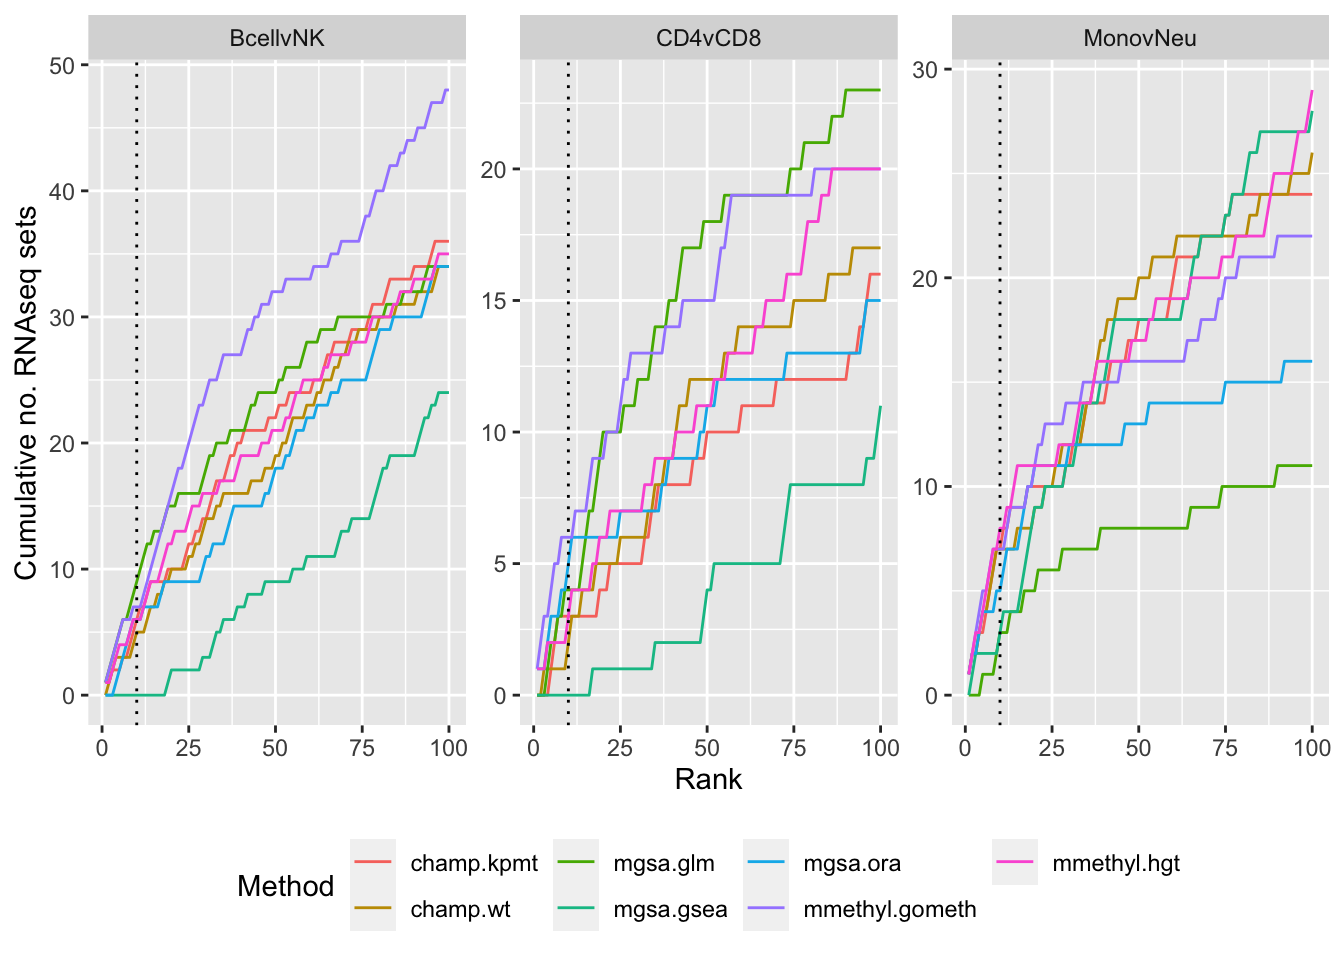 BcellvNK CD4vCD8 MonovNeu
Cumulative no. RNAseq sets
50
40
30
20
10
0
20
15
10
5
0
30
20
10
0
0 25 50 75 100 0 25 50 75 100 0 25 50 75 100
Rank
Method
champ.kpmt mgsa.glm mgsa.ora mmethyl.hgt
champ.wt mgsa.gsea mmethyl.gometh